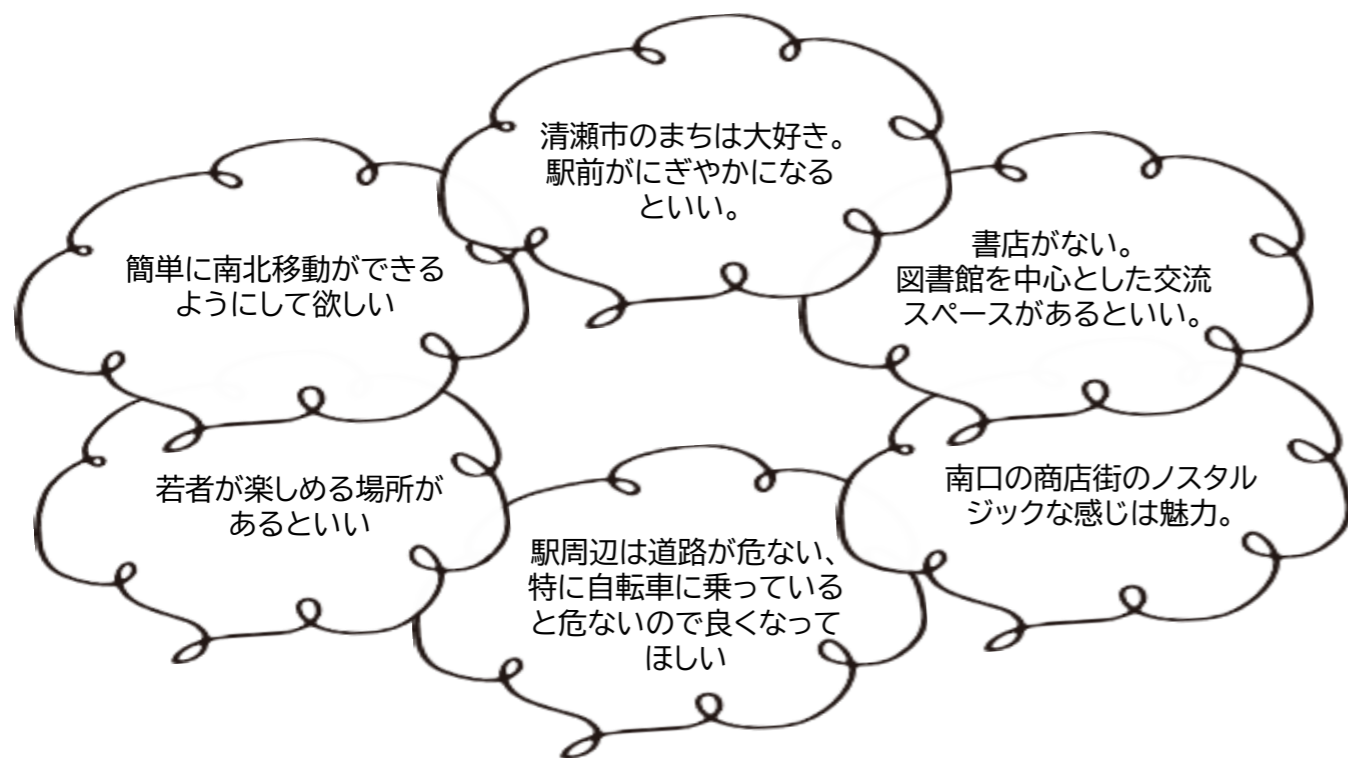 清瀬市のまちは大好き。
駅前がにぎやかになる
といい。
簡単に南北移動ができる
ようにして欲しい
書店がない。
図書館を中心とした交流
スペースがあるといい。
若者が楽しめる場所が
あるといい
南口の商店街のノスタル
ジックな感じは魅力。
駅周辺は道路が危ない、
特に自転車に乗っている
と危ないので良くなって
ほしい